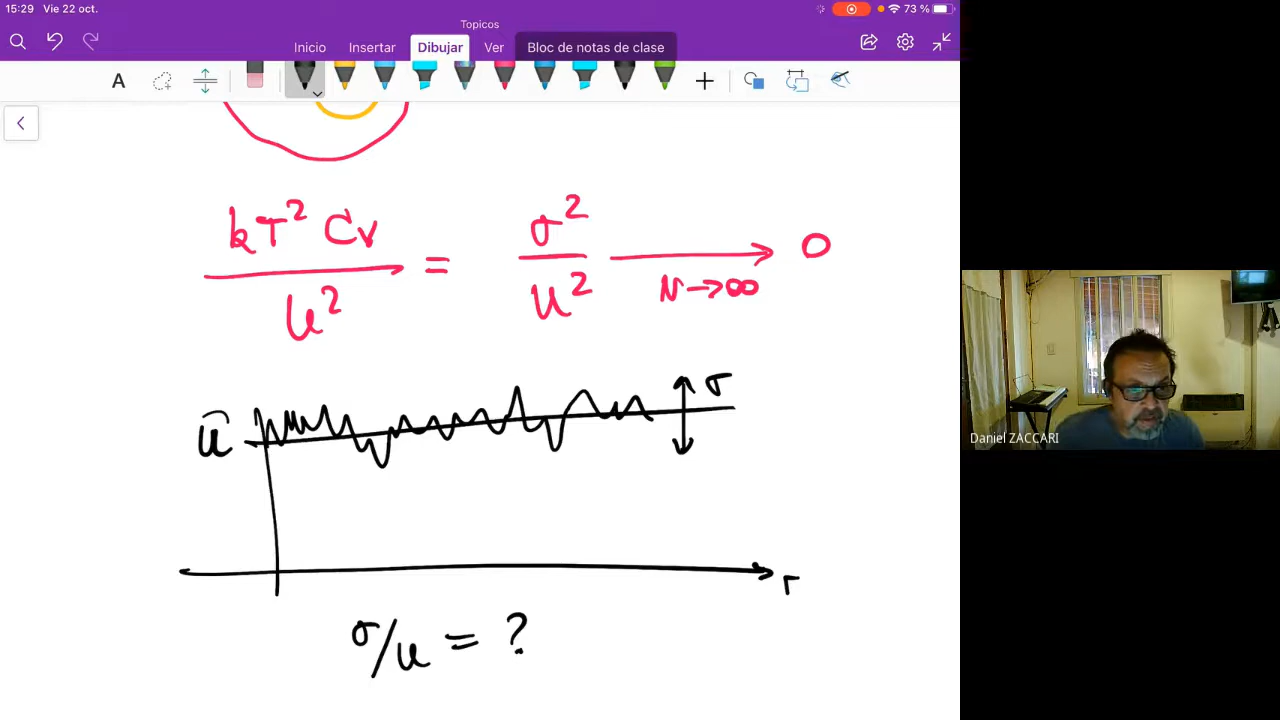 15:29 Vie 22 oct. 73 %
Topicos
Inicio Insertar Dibujar Ver Bloc de notas de clase
A
kT² Cv / u² = σ² / u² → 0
N→∞
ū σ
r
σ/u = ?
Daniel ZACCARI